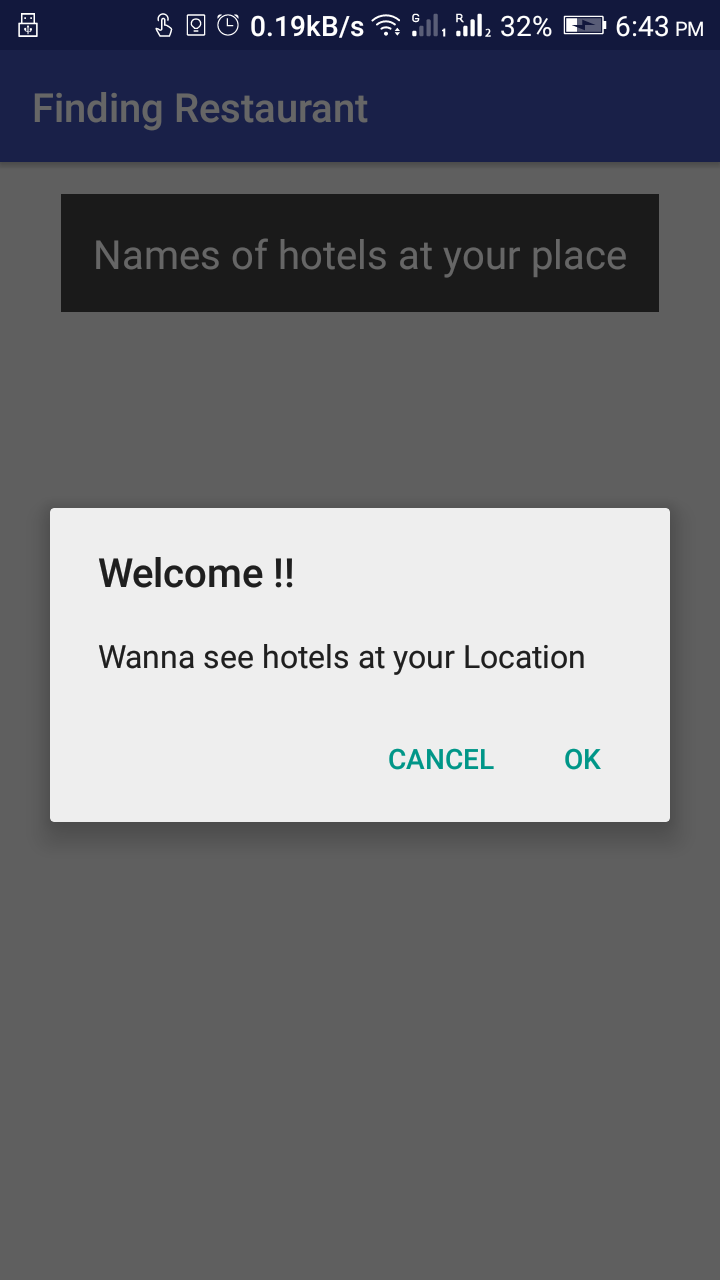 0.19kB/s G 1 R 2 32% 6:43 PM
Finding Restaurant
Names of hotels at your place
Welcome !!
Wanna see hotels at your Location
CANCEL OK